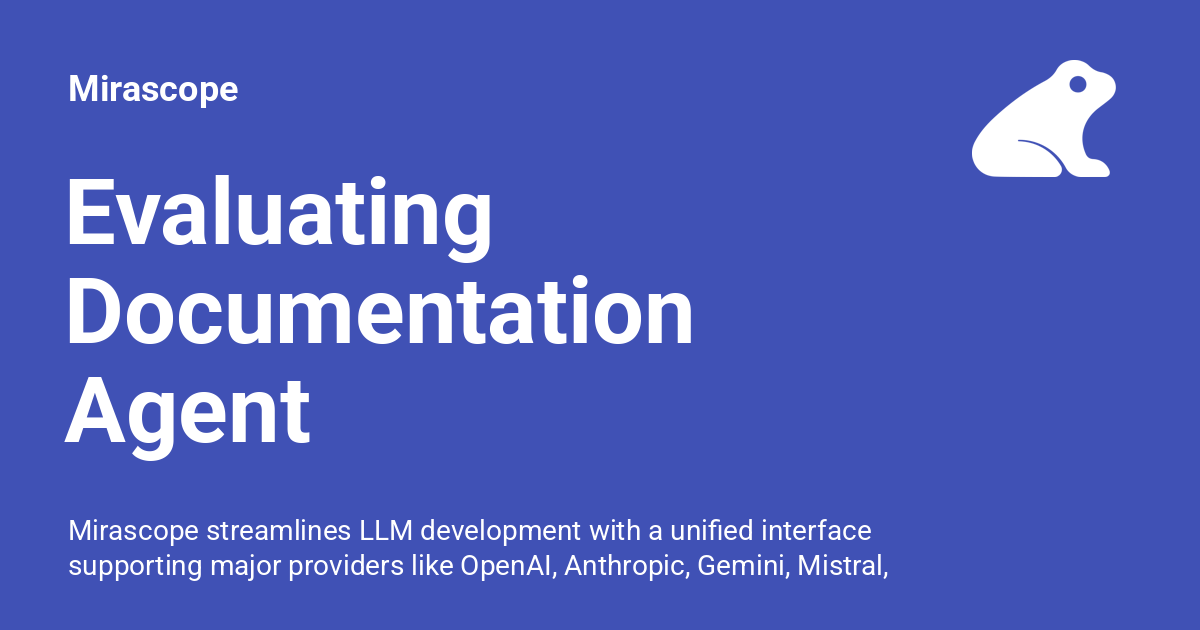 Mirascope
Evaluating
Documentation
Agent
Mirascope streamlines LLM development with a unified interface
supporting major providers like OpenAI, Anthropic, Gemini, Mistral,